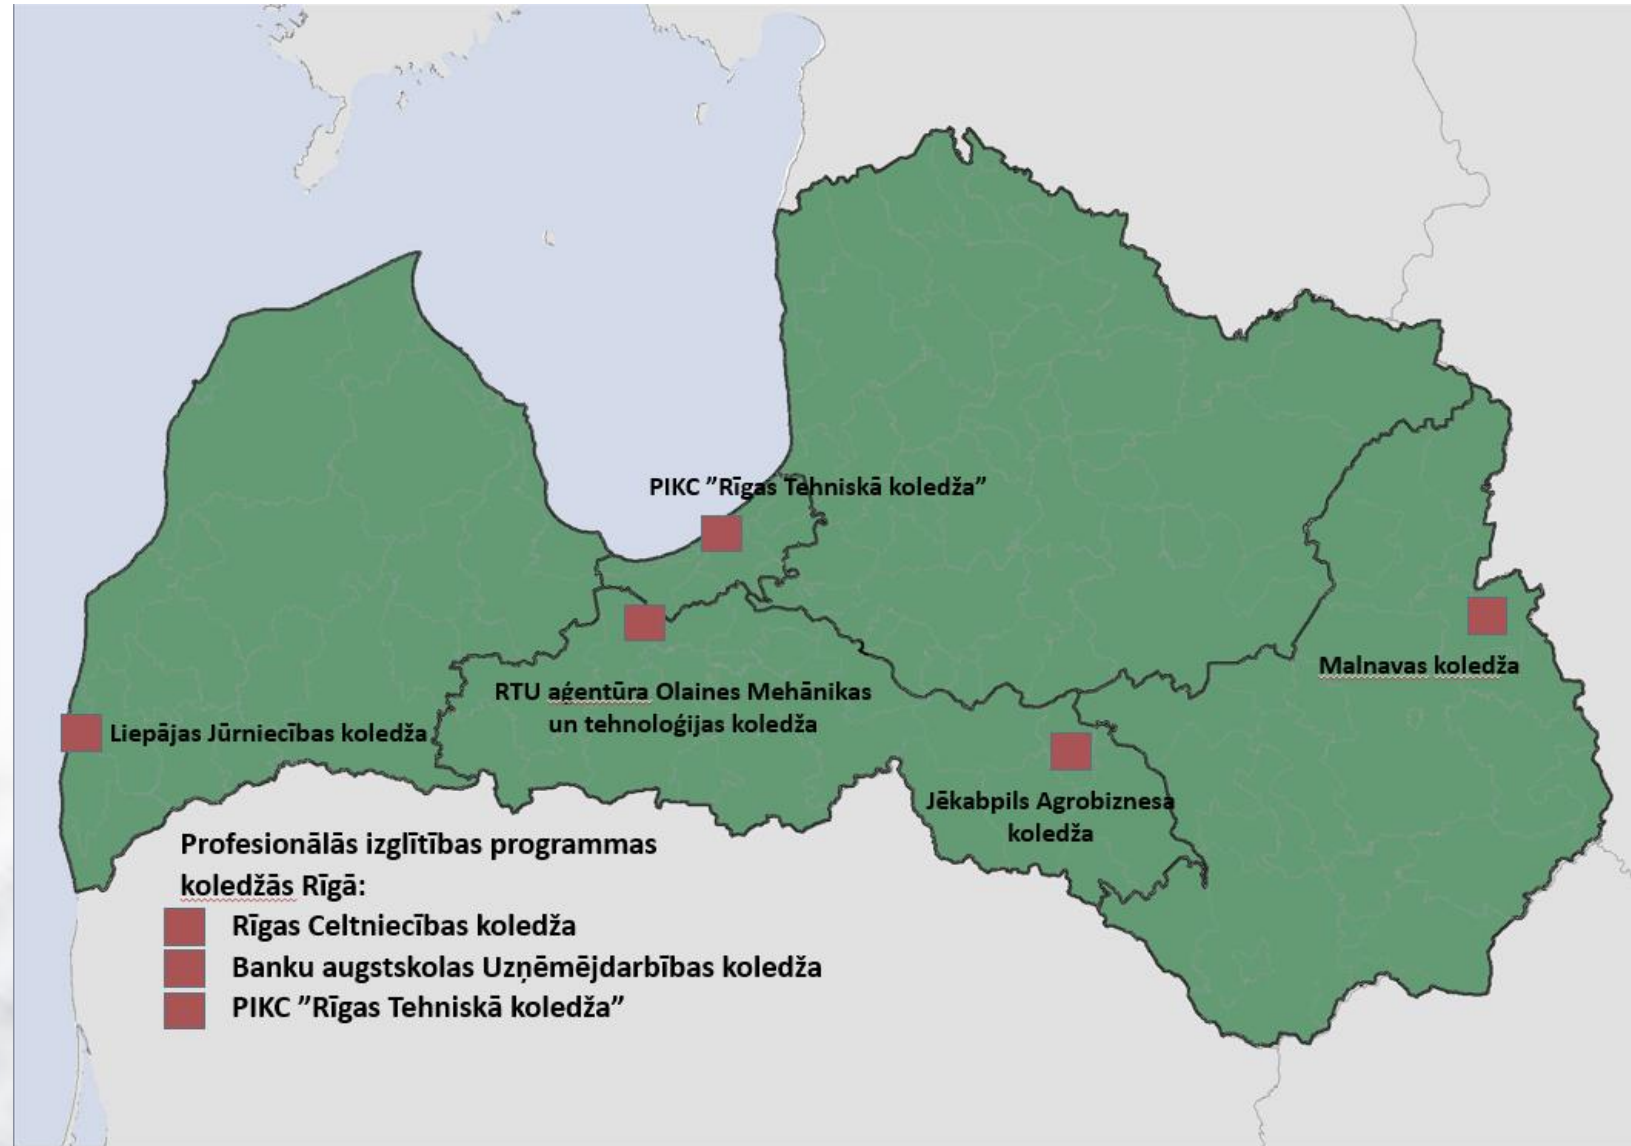 PIKC ”Rīgas Tehniskā koledža”
Malnavas koledža
RTU aģentūra Olaines Mehānikas
un tehnoloģijas koledža
Liepājas Jūrniecības koledža
Jēkabpils Agrobiznesa
koledža
Profesionālās izglītības programmas
koledžās Rīgā:
Rīgas Celtniecības koledža
Banku augstskolas Uzņēmējdarbības koledža
PIKC ”Rīgas Tehniskā koledža”